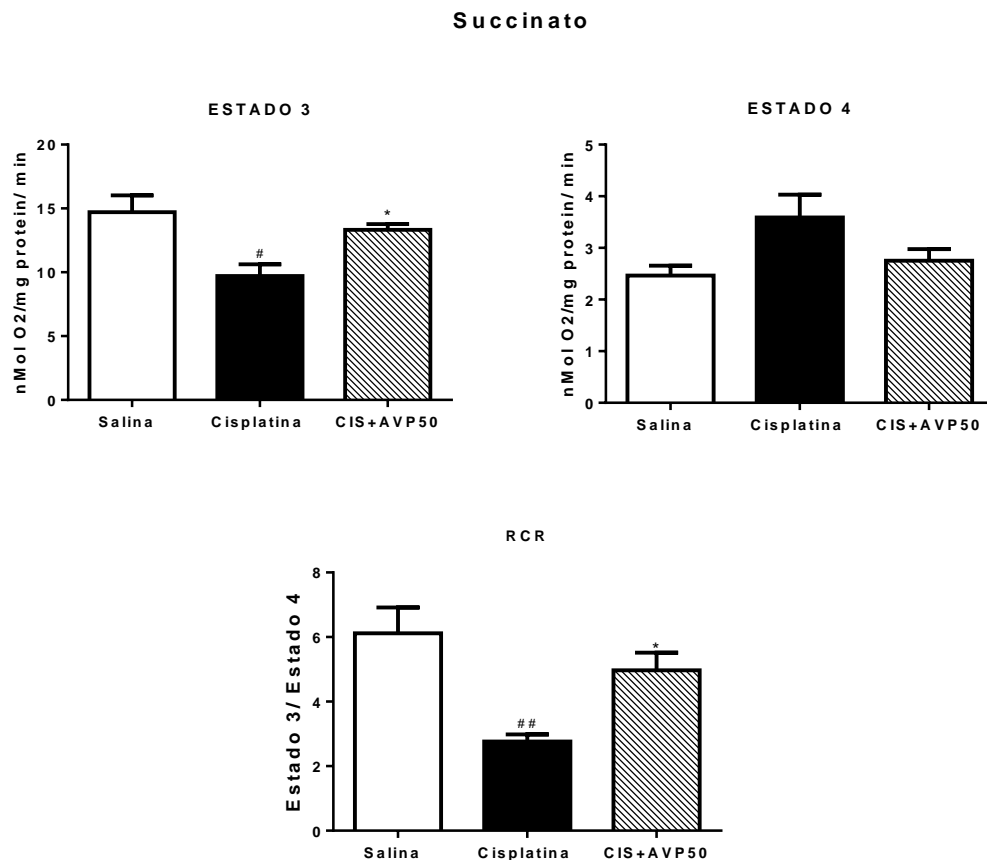 Succinato
ESTADO 3
nMol O2/mg protein/ min
20
15
10
5
0
#
*
Salina Cisplatina CIS+AVP50
ESTADO 4
nMol O2/mg protein/ min
5
4
3
2
1
0
Salina Cisplatina CIS+AVP50
RCR
Estado 3/ Estado 4
8
6
4
2
0
##
*
Salina Cisplatina CIS+AVP50